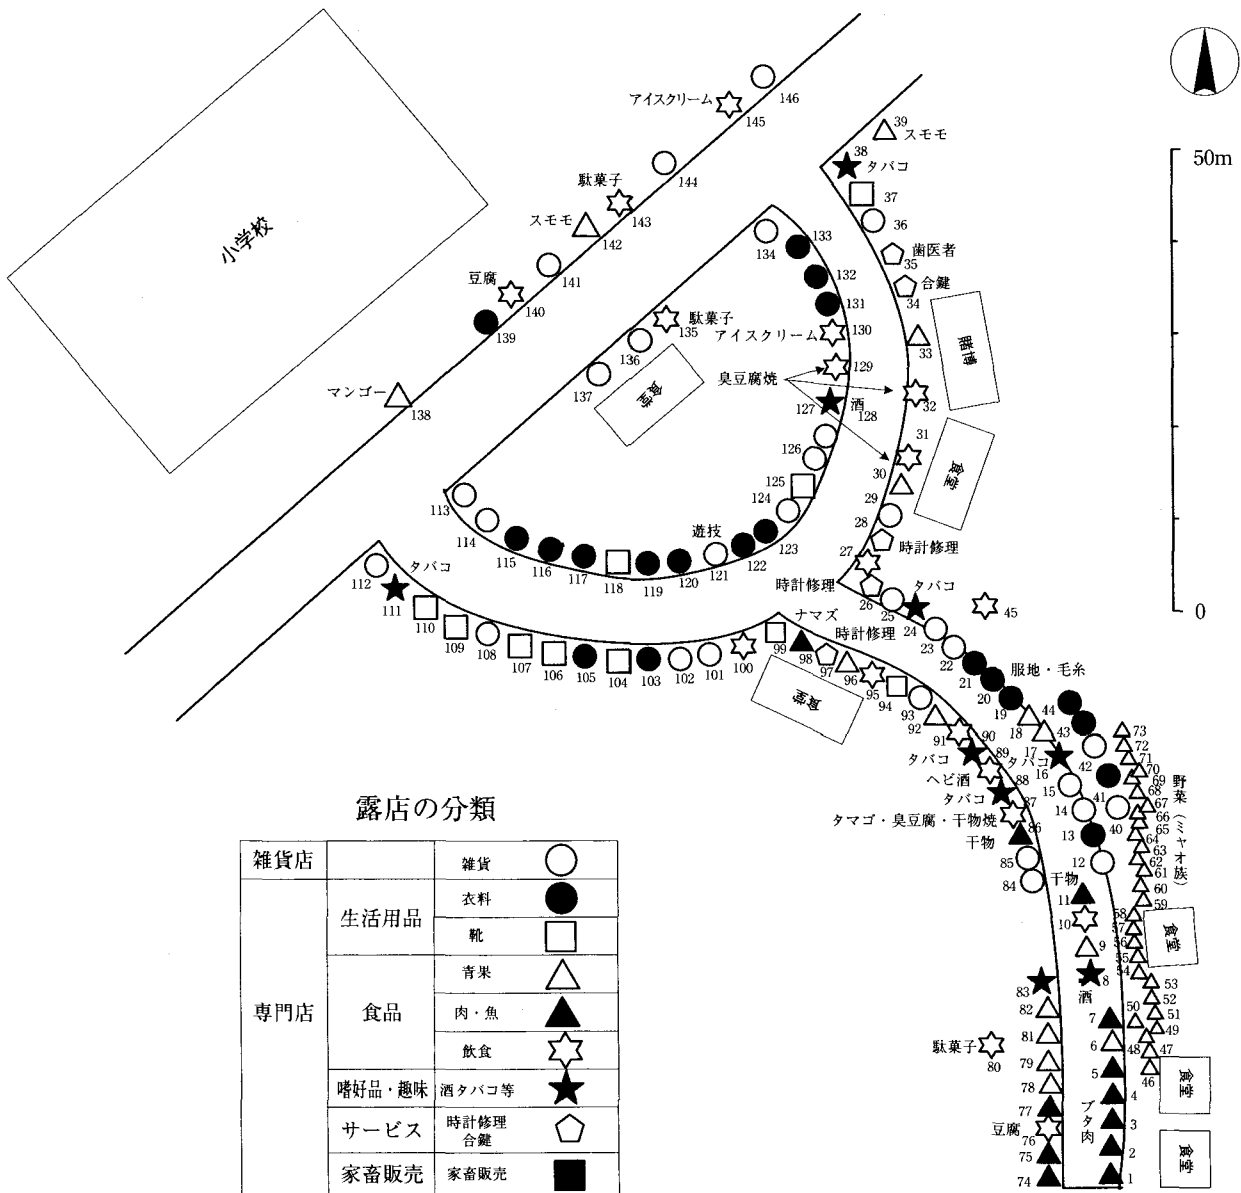 アイスクリーム
146
145
39
スモモ
38
タバコ
50m
144
37
駄菓子
143
36
スモモ
142
小学校
133
134
歯医者
35
132
豆腐
141
合鍵
34
140
131
139
駄菓子
135
アイスクリーム
130
33
賭博
136
129
137
食堂
臭豆腐焼
マンゴー
138
127
酒
128
32
31
126
30
食堂
125
29
124
113
28
遊技
114
123
時計修理
27
115
122
116
121
117
120
118
119
タバコ
112
時計修理
タバコ
26
111
25
45
0
110
24
ナマズ
109
時計修理
23
108
99
22
107
98
106
100
97
21
服地・毛糸
105
104
103
102
101
96
20
95
食堂
94
19
44
93
18
43
73
92
17
72
91
90
71
タバコ
89
タバコ
16
42
70
ヘビ酒
88
69
野菜(ミャオ族)
15
68
タバコ
87
41
67
14
66
タマゴ・臭豆腐・干物焼
86
40
65
干物
13
64
63
85
12
62
84
干物
61
11
60
59
10
58
57
食堂
56
9
55
54
8
53
83
酒
52
82
7
50
51
49
81
6
48
47
駄菓子
80
79
5
46
食堂
78
4
77
ブタ肉
3
豆腐
76
75
2
食堂
74
1
露店の分類
雑貨店
雑貨
専門店
生活用品
衣料
靴
食品
青果
肉・魚
飲食
嗜好品・趣味
酒タバコ等
サービス
時計修理
合鍵
家畜販売
家畜販売